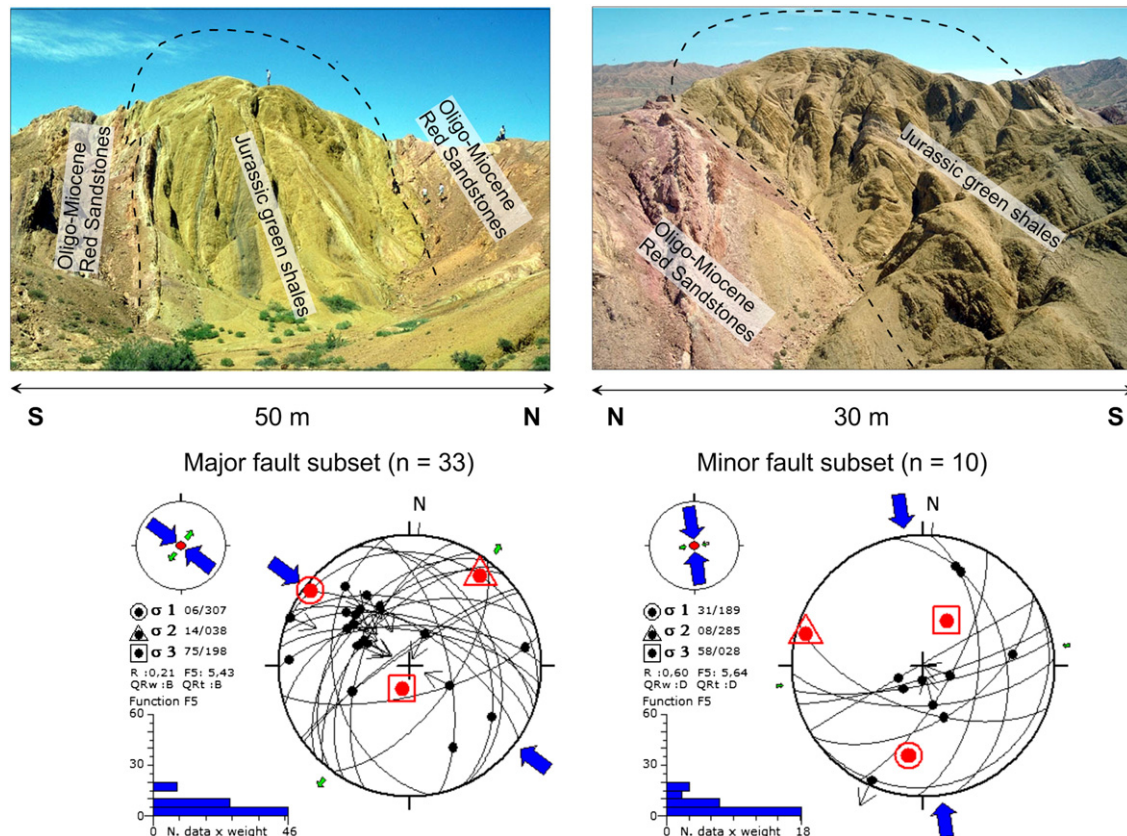 Oligo-Miocene
Red Sandstones
Jurassic green shales
Oligo-Miocene
Red Sandstones
Jurassic green shales
Oligo-Miocene
Red Sandstones
S
50 m
N
N
30 m
S
Major fault subset (n = 33)
N
σ 1 06/307
σ 2 14/038
σ 3 75/198
R :0,21 F5: 5,43
QRw :B QRt :B
Function F5
60
30
0
0 N. data x weight 46
Minor fault subset (n = 10)
N
σ 1 31/189
σ 2 08/285
σ 3 58/028
R :0,60 F5: 5,64
QRw :D QRt :D
Function F5
60
30
0
0 N. data x weight 18